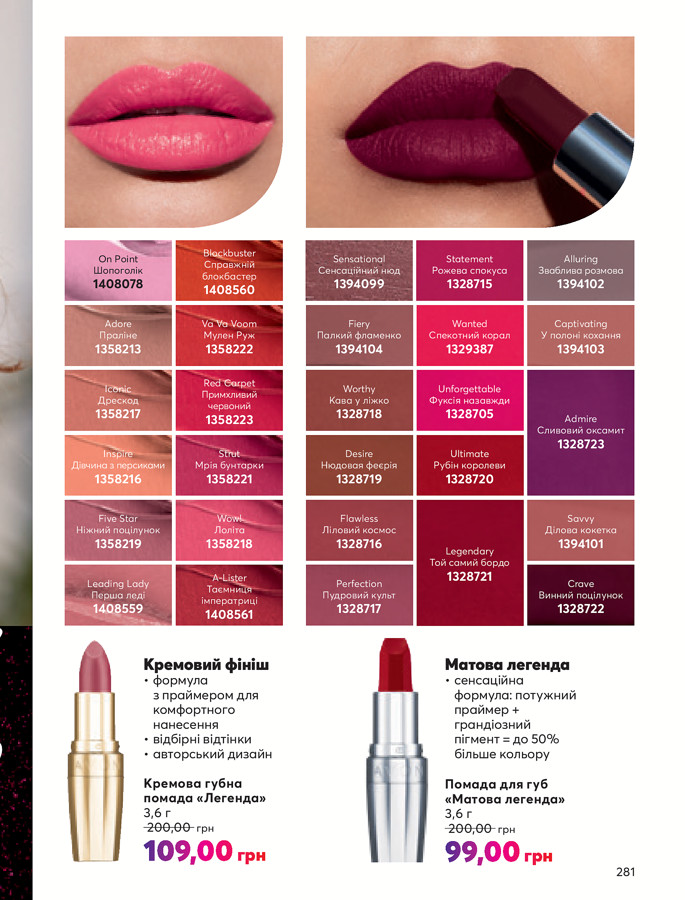 On Point
Шопоголік
1408078
Blockbuster
Справжній
блокбастер
1408560
Adore
Праліне
1358213
Va Va Voom
Мулен Руж
1358222
Iconic
Дрескод
1358217
Red Carpet
Примхливий
червоний
1358223
Inspire
Дівчина з персиками
1358216
Strut
Мрія бунтарки
1358221
Five Star
Ніжний поцілунок
1358219
Wow!
Лоліта
1358218
Leading Lady
Перша леді
1408559
A-Lister
Таємниця
імператриці
1408561
Sensational
Сенсаційний нюд
1394099
Statement
Рожева спокуса
1328715
Alluring
Зваблива розмова
1394102
Fiery
Палкий фламенко
1394104
Wanted
Спекотний корал
1329387
Captivating
У полоні кохання
1394103
Worthy
Кава у ліжко
1328718
Unforgettable
Фуксія назавжди
1328705
Admire
Сливовий оксамит
1328723
Desire
Нюдова феєрія
1328719
Ultimate
Рубін королеви
1328720
Flawless
Ліловий космос
1328716
Legendary
Той самий бордо
1328721
Savvy
Ділова кокетка
1394101
Perfection
Пудровий культ
1328717
Crave
Винний поцілунок
1328722
Кремовий фініш
• формула
з праймером для
комфортного
нанесення
• відбірні відтінки
• авторський дизайн
Кремова губна
помада «Легенда»
3,6 г
200,00 грн
109,00 грн
Матова легенда
• сенсаційна
формула: потужний
праймер +
грандіозний
пігмент = до 50%
більше кольору
Помада для губ
«Матова легенда»
3,6 г
200,00 грн
99,00 грн
AVON
AVON
281